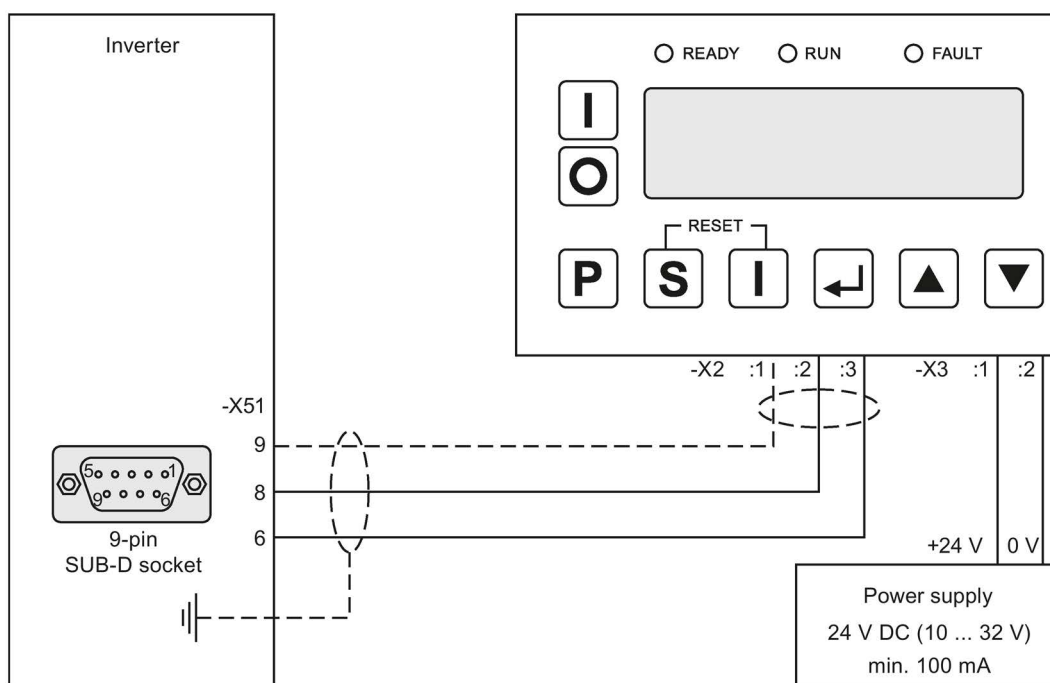 Inverter
READY RUN FAULT
I
O
RESET
P S I
-X2 :1 :2 :3 -X3 :1 :2
-X51
9
8
6
5 1
9 6
9-pin
SUB-D socket
+24 V 0 V
Power supply
24 V DC (10 ... 32 V)
min. 100 mA